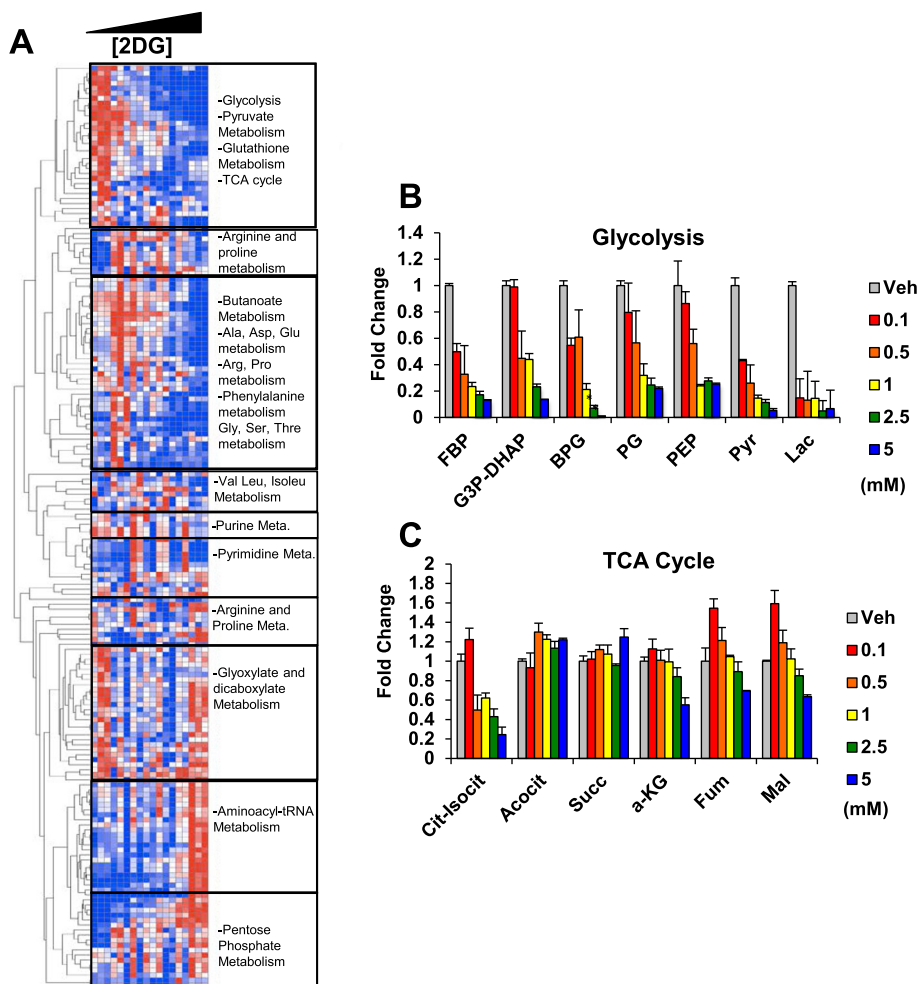 A
[2DG]
-Glycolysis
-Pyruvate
Metabolism
-Glutathione
Metabolism
-TCA cycle
-Arginine and
proline
metabolism
-Butanoate
Metabolism
-Ala, Asp, Glu
metabolism
-Arg, Pro
metabolism
-Phenylalanine
metabolism
Gly, Ser, Thre
metabolism
-Val Leu, Isoleu
Metabolism
-Purine Meta.
-Pyrimidine Meta.
-Arginine and
Proline Meta.
-Glyoxylate and
dicaboxylate
Metabolism
-Aminoacyl-tRNA
Metabolism
-Pentose
Phosphate
Metabolism
B
Glycolysis
Fold Change
1.4
1.2
1
0.8
0.6
0.4
0.2
0
*
FBP
G3P-DHAP
BPG
PG
PEP
Pyr
Lac
Veh
0.1
0.5
1
2.5
5
(mM)
C
TCA Cycle
Fold Change
2
1.8
1.6
1.4
1.2
1
0.8
0.6
0.4
0.2
0
Cit-Isocit
Acocit
Succ
a-KG
Fum
Mal
Veh
0.1
0.5
1
2.5
5
(mM)